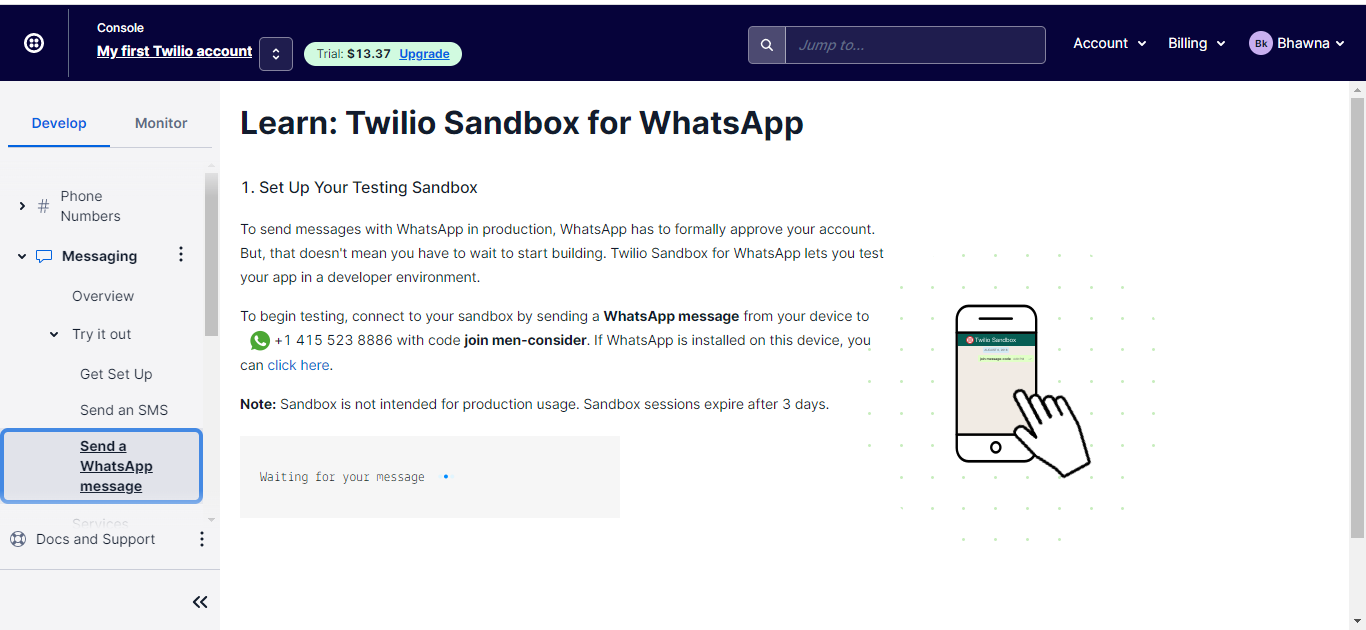 Console
My first Twilio account
Trial: $13.37 Upgrade
Jump to...
Account
Billing
Bk Bhawna
Develop Monitor
# Phone
Numbers
Messaging
Overview
Try it out
Get Set Up
Send an SMS
Send a
WhatsApp
message
Services
Docs and Support
Learn: Twilio Sandbox for WhatsApp
1. Set Up Your Testing Sandbox
To send messages with WhatsApp in production, WhatsApp has to formally approve your account.
But, that doesn't mean you have to wait to start building. Twilio Sandbox for WhatsApp lets you test
your app in a developer environment.
To begin testing, connect to your sandbox by sending a WhatsApp message from your device to
+1 415 523 8886 with code join men-consider. If WhatsApp is installed on this device, you
can click here.
Note: Sandbox is not intended for production usage. Sandbox sessions expire after 3 days.
Waiting for your message
Twilio Sandbox
join message-code